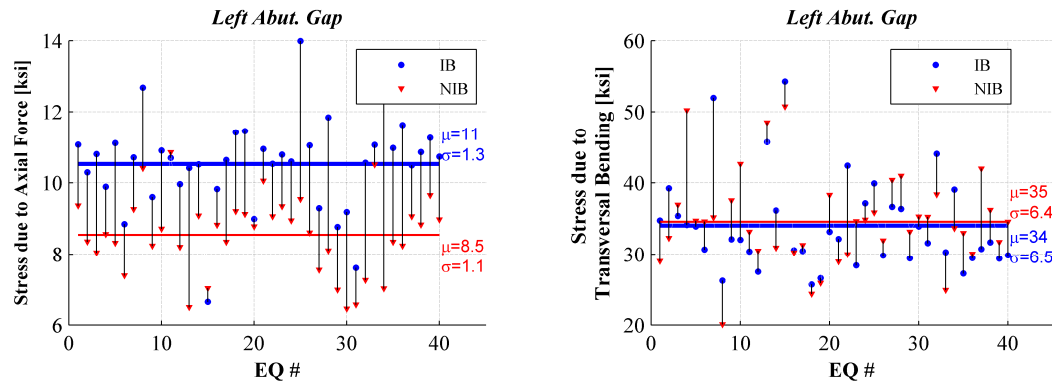 Left Abut. Gap
Stress due to Axial Force [ksi]
14
12
10
8
6
IB
NIB
μ=11
σ=1.3
μ=8.5
σ=1.1
0
10
20
30
40
EQ #
Left Abut. Gap
Stress due to
Transversal Bending [ksi]
60
50
40
30
20
IB
NIB
μ=35
σ=6.4
μ=34
σ=6.5
0
10
20
30
40
EQ #